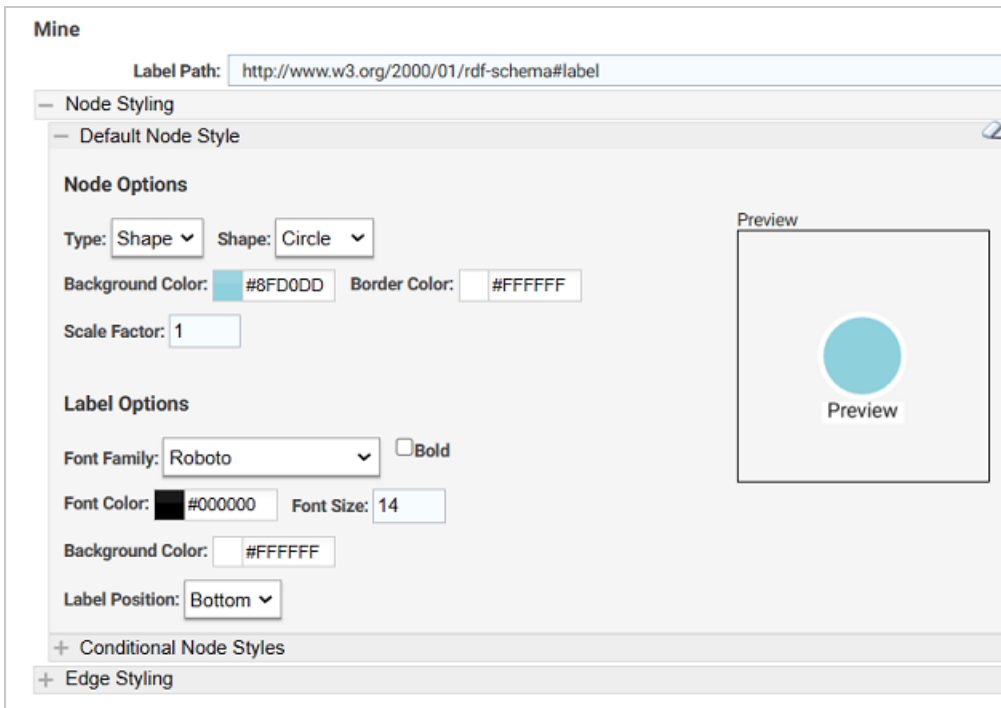 Mine
Label Path: http://www.w3.org/2000/01/rdf-schema#label
Node Styling
Default Node Style
Node Options
Type: Shape Shape: Circle
Background Color: #8FD0DD Border Color: #FFFFFF
Scale Factor: 1
Preview
Preview
Label Options
Font Family: Roboto Bold
Font Color: #000000 Font Size: 14
Background Color: #FFFFFF
Label Position: Bottom
Conditional Node Styles
Edge Styling